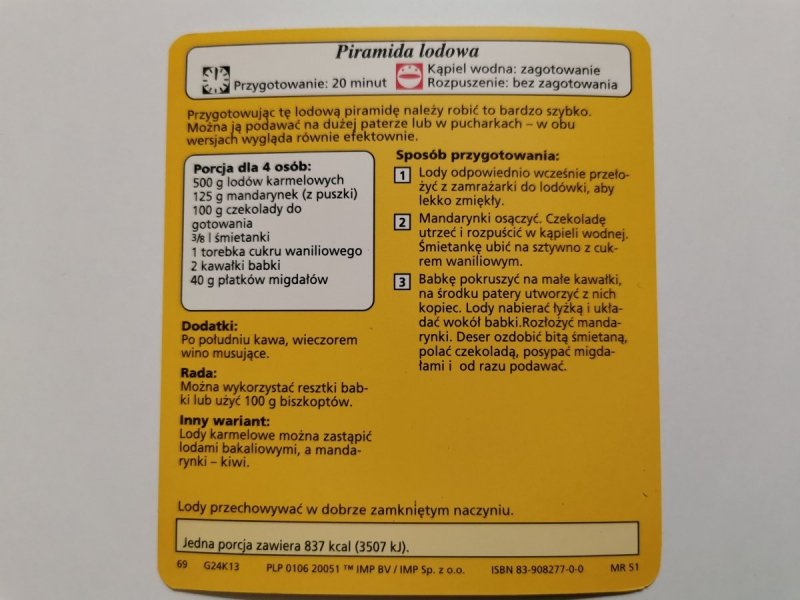 Piramida lodowa
Przygotowanie: 20 minut
Kąpiel wodna: zagotowanie
Rozpuszenie: bez zagotowania
Przygotowując tę lodową piramidę należy robić to bardzo szybko.
Można ją podawać na dużej paterze lub w pucharkach – w obu
wersjach wygląda równie efektownie.
Porcja dla 4 osób:
500 g lodów karmelowych
125 g mandarynek (z puszki)
100 g czekolady do
gotowania
3/8 l śmietanki
1 torebka cukru waniliowego
2 kawałki babki
40 g płatków migdałów
Dodatki:
Po południu kawa, wieczorem
wino musujące.
Rada:
Można wykorzystać resztki bab-
ki lub użyć 100 g biszkoptów.
Inny wariant:
Lody karmelowe można zastąpić
lodami bakaliowymi, a manda-
rynki – kiwi.
Sposób przygotowania:
1 Lody odpowiednio wcześnie przeło-
żyć z zamrażarki do lodówki, aby
lekko zmiękły.
2 Mandarynki osączyć. Czekoladę
utrzeć i rozpuścić w kąpieli wodnej.
Śmietankę ubić na sztywno z cuk-
rem waniliowym.
3 Babkę pokruszyć na małe kawałki,
na środku patery utworzyć z nich
kopiec. Lody nabierać łyżką i ukła-
dać wokół babki.Rozłożyć manda-
rynki. Deser ozdobić bitą śmietaną,
polać czekoladą, posypać migda-
łami i od razu podawać.
Lody przechowywać w dobrze zamkniętym naczyniu.
Jedna porcja zawiera 837 kcal (3507 kJ).
69 G24K13 PLP 0106 20051 ™ IMP BV / IMP Sp. z o.o. ISBN 83-908277-0-0 MR 51